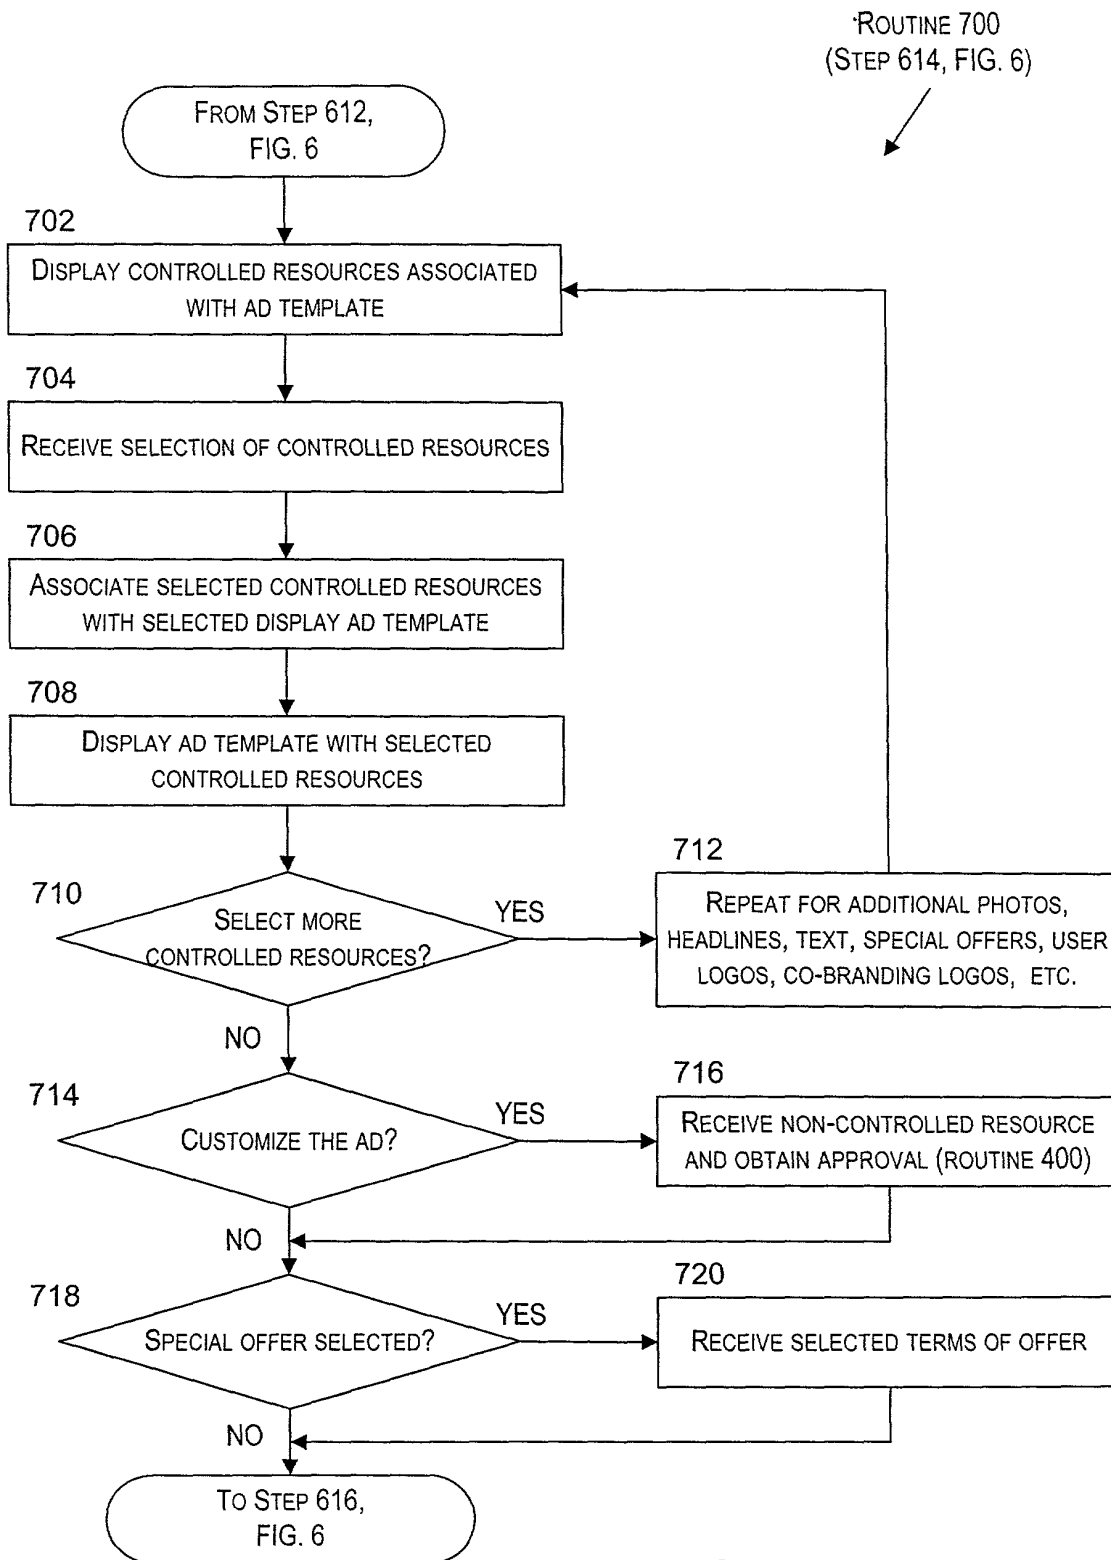 ROUTINE 700
(STEP 614, FIG. 6)
FROM STEP 612,
FIG. 6
702
DISPLAY CONTROLLED RESOURCES ASSOCIATED
WITH AD TEMPLATE
704
RECEIVE SELECTION OF CONTROLLED RESOURCES
706
ASSOCIATE SELECTED CONTROLLED RESOURCES
WITH SELECTED DISPLAY AD TEMPLATE
708
DISPLAY AD TEMPLATE WITH SELECTED
CONTROLLED RESOURCES
710
SELECT MORE
CONTROLLED RESOURCES?
YES
712
REPEAT FOR ADDITIONAL PHOTOS,
HEADLINES, TEXT, SPECIAL OFFERS, USER
LOGOS, CO-BRANDING LOGOS, ETC.
NO
714
CUSTOMIZE THE AD?
YES
716
RECEIVE NON-CONTROLLED RESOURCE
AND OBTAIN APPROVAL (ROUTINE 400)
NO
718
SPECIAL OFFER SELECTED?
YES
720
RECEIVE SELECTED TERMS OF OFFER
NO
TO STEP 616,
FIG. 6